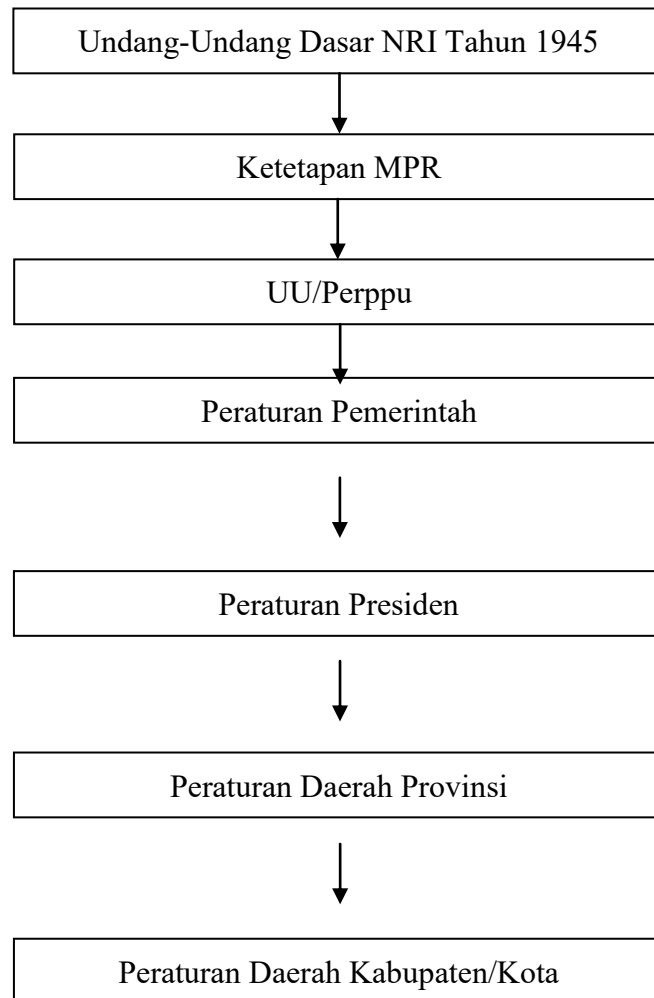 Undang-Undang Dasar NRI Tahun 1945
Ketetapan MPR
UU/Perppu
Peraturan Pemerintah
Peraturan Presiden
Peraturan Daerah Provinsi
Peraturan Daerah Kabupaten/Kota